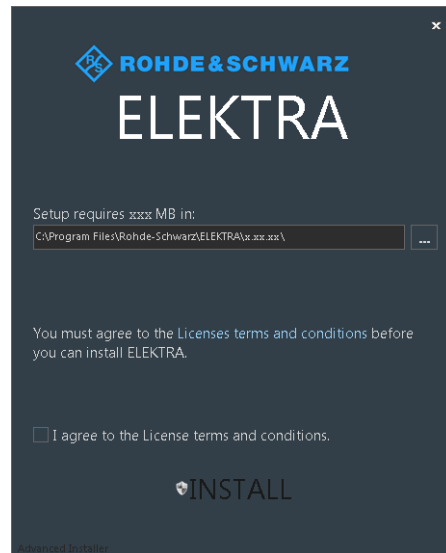 ×
R&S
ROHDE & SCHWARZ
ELEKTRA
Setup requires xxx MB in:
C:\Program Files\Rohde-Schwarz\ELEKTRA\x.xx.xx\
...
You must agree to the Licenses terms and conditions before
you can install ELEKTRA.
I agree to the License terms and conditions.
INSTALL
Advanced Installer